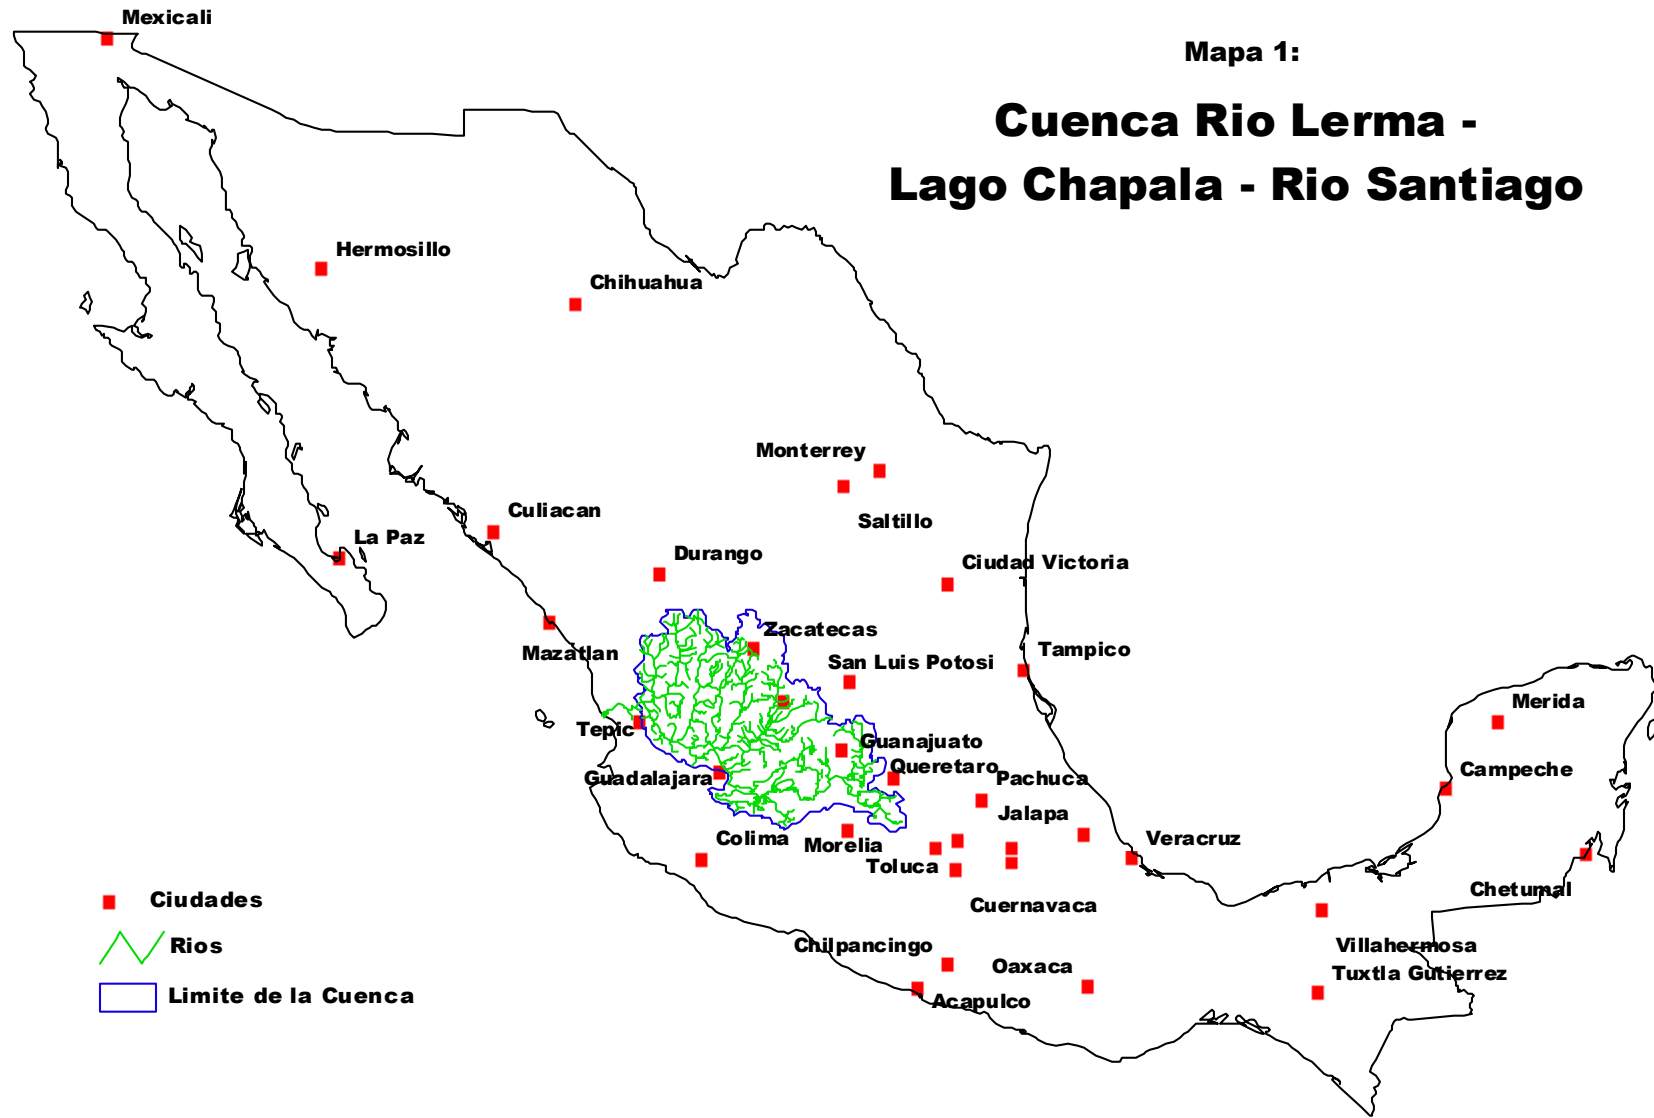 Mexicali
Mapa 1:
Cuenca Rio Lerma -
Lago Chapala - Rio Santiago
Hermosillo
Chihuahua
Monterrey
Saltillo
Culiacan
La Paz
Durango
Ciudad Victoria
Zacatecas
Mazatlan
San Luis Potosi
Tampico
Merida
Tepic
Guanajuato
Queretaro
Guadalajara
Pachuca
Campeche
Jalapa
Colima
Morelia
Veracruz
Toluca
Chetumal
Cuernavaca
Ciudades
Rios
Limite de la Cuenca
Chilpancingo
Oaxaca
Acapulco
Villahermosa
Tuxtla Gutierrez